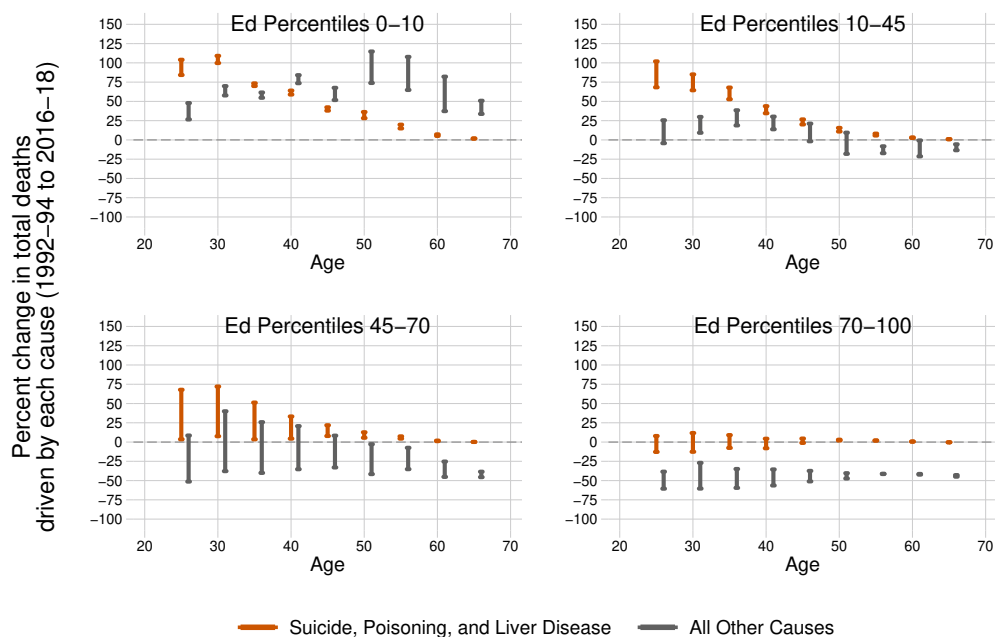 Percent change in total deaths
driven by each cause (1992−94 to 2016−18)
Ed Percentiles 0−10
150
125
100
75
50
25
0
−25
−50
−75
−100
20 30 40 50 60 70
Age
Ed Percentiles 10−45
150
125
100
75
50
25
0
−25
−50
−75
−100
20 30 40 50 60 70
Age
Ed Percentiles 45−70
150
125
100
75
50
25
0
−25
−50
−75
−100
20 30 40 50 60 70
Age
Ed Percentiles 70−100
150
125
100
75
50
25
0
−25
−50
−75
−100
20 30 40 50 60 70
Age
Suicide, Poisoning, and Liver Disease All Other Causes